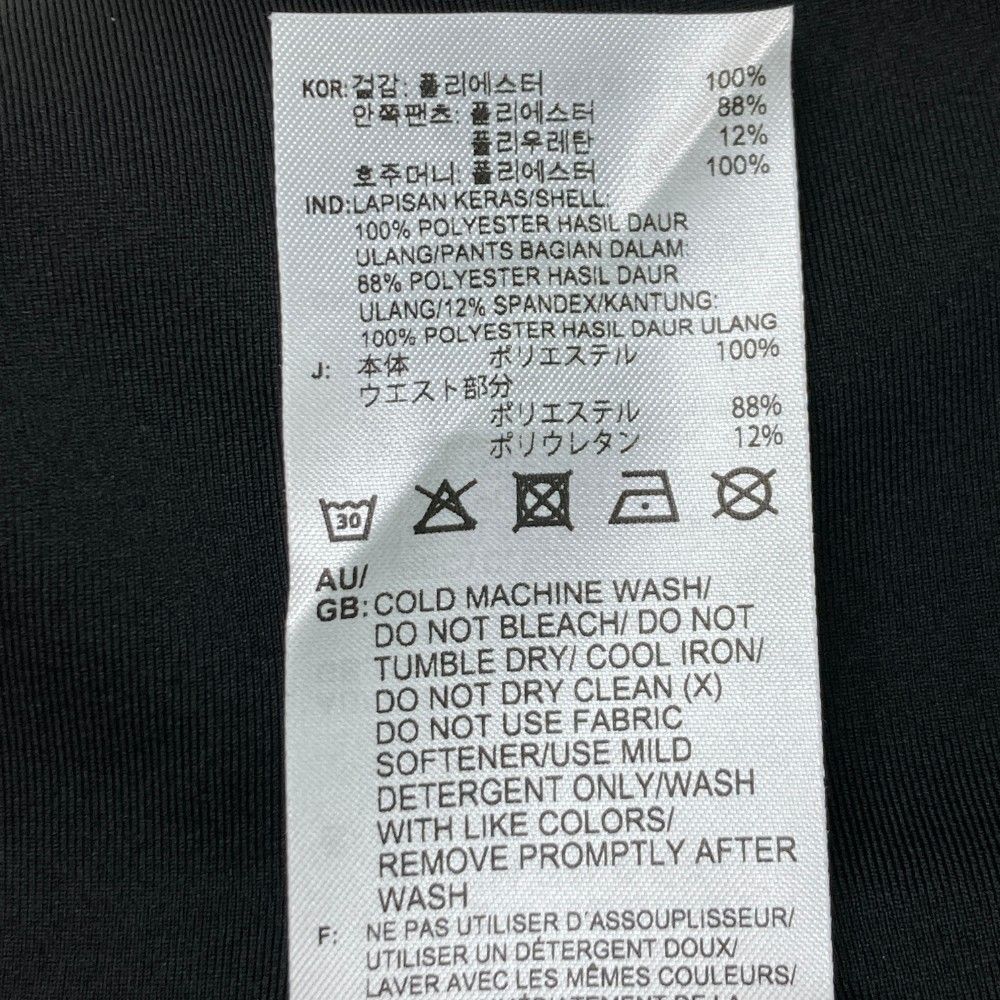 KOR: 겉감: 폴리에스터 100%
안쪽팬츠: 폴리에스터 88%
폴리우레탄 12%
호주머니: 폴리에스터 100%
IND: LAPISAN KERAS/SHELL:
100% POLYESTER HASIL DAUR
ULANG/PANTS BAGIAN DALAM:
88% POLYESTER HASIL DAUR
ULANG/12% SPANDEX/KANTUNG:
100% POLYESTER HASIL DAUR ULANG
J: 本体 ポリエステル 100%
ウエスト部分
ポリエステル 88%
ポリウレタン 12%
30
AU/
GB: COLD MACHINE WASH/
DO NOT BLEACH/ DO NOT
TUMBLE DRY/ COOL IRON/
DO NOT DRY CLEAN (X)
DO NOT USE FABRIC
SOFTENER/USE MILD
DETERGENT ONLY/WASH
WITH LIKE COLORS/
REMOVE PROMPTLY AFTER
WASH
F: NE PAS UTILISER D'ASSOUPLISSEUR/
UTILISER UN DÉTERGENT DOUX/
LAVER AVEC LES MÊMES COULEURS/